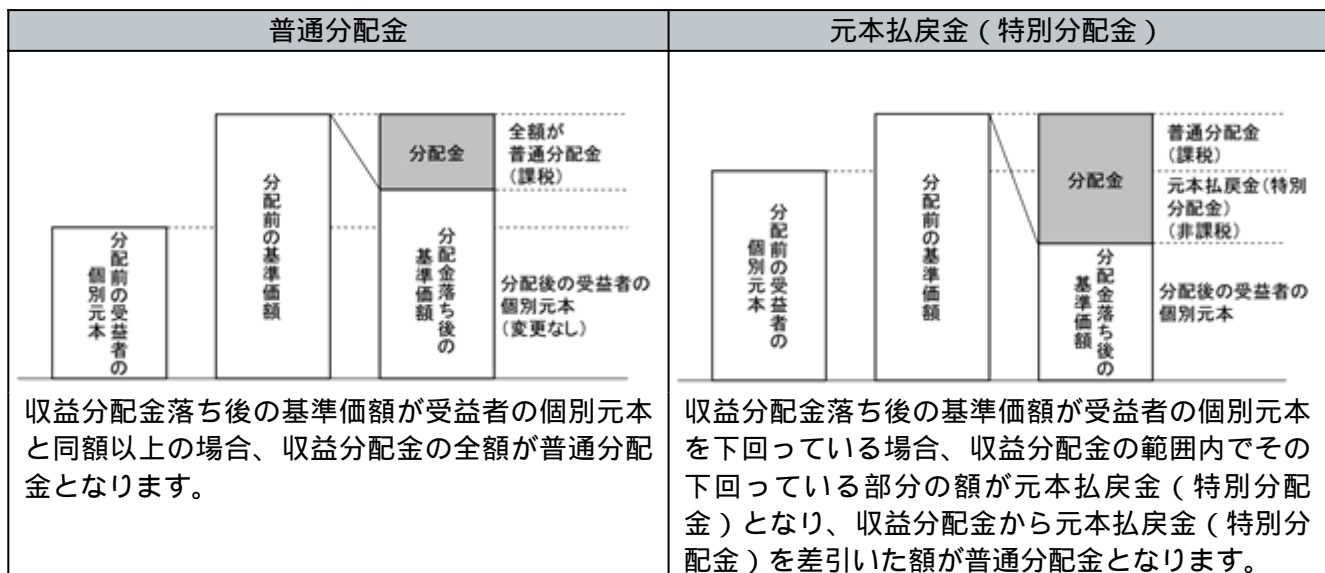 普通分配金
分配前の受益者の
個別元本
分配前の基準価額
分配金
分配金落ち後の
基準価額
全額が
普通分配金
(課税)
分配後の受益者の
個別元本
(変更なし)
収益分配金落ち後の基準価額が受益者の個別元本
と同額以上の場合、収益分配金の全額が普通分配
金となります。
元本払戻金(特別分配金)
分配前の受益者の
個別元本
分配前の基準価額
分配金
分配金落ち後の
基準価額
普通分配金
(課税)
元本払戻金(特別
分配金)
(非課税)
分配後の受益者の
個別元本
収益分配金落ち後の基準価額が受益者の個別元本
を下回っている場合、収益分配金の範囲内でその
下回っている部分の額が元本払戻金(特別分配
金)となり、収益分配金から元本払戻金(特別分
配金)を差引いた額が普通分配金となります。